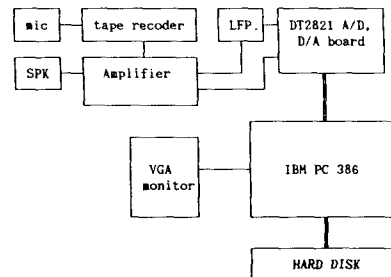 mic
tape recoder
LFP.
DT2821 A/D,
D/A board
SPK
Amplifier
VGA
monitor
IBM PC 386
HARD DISK